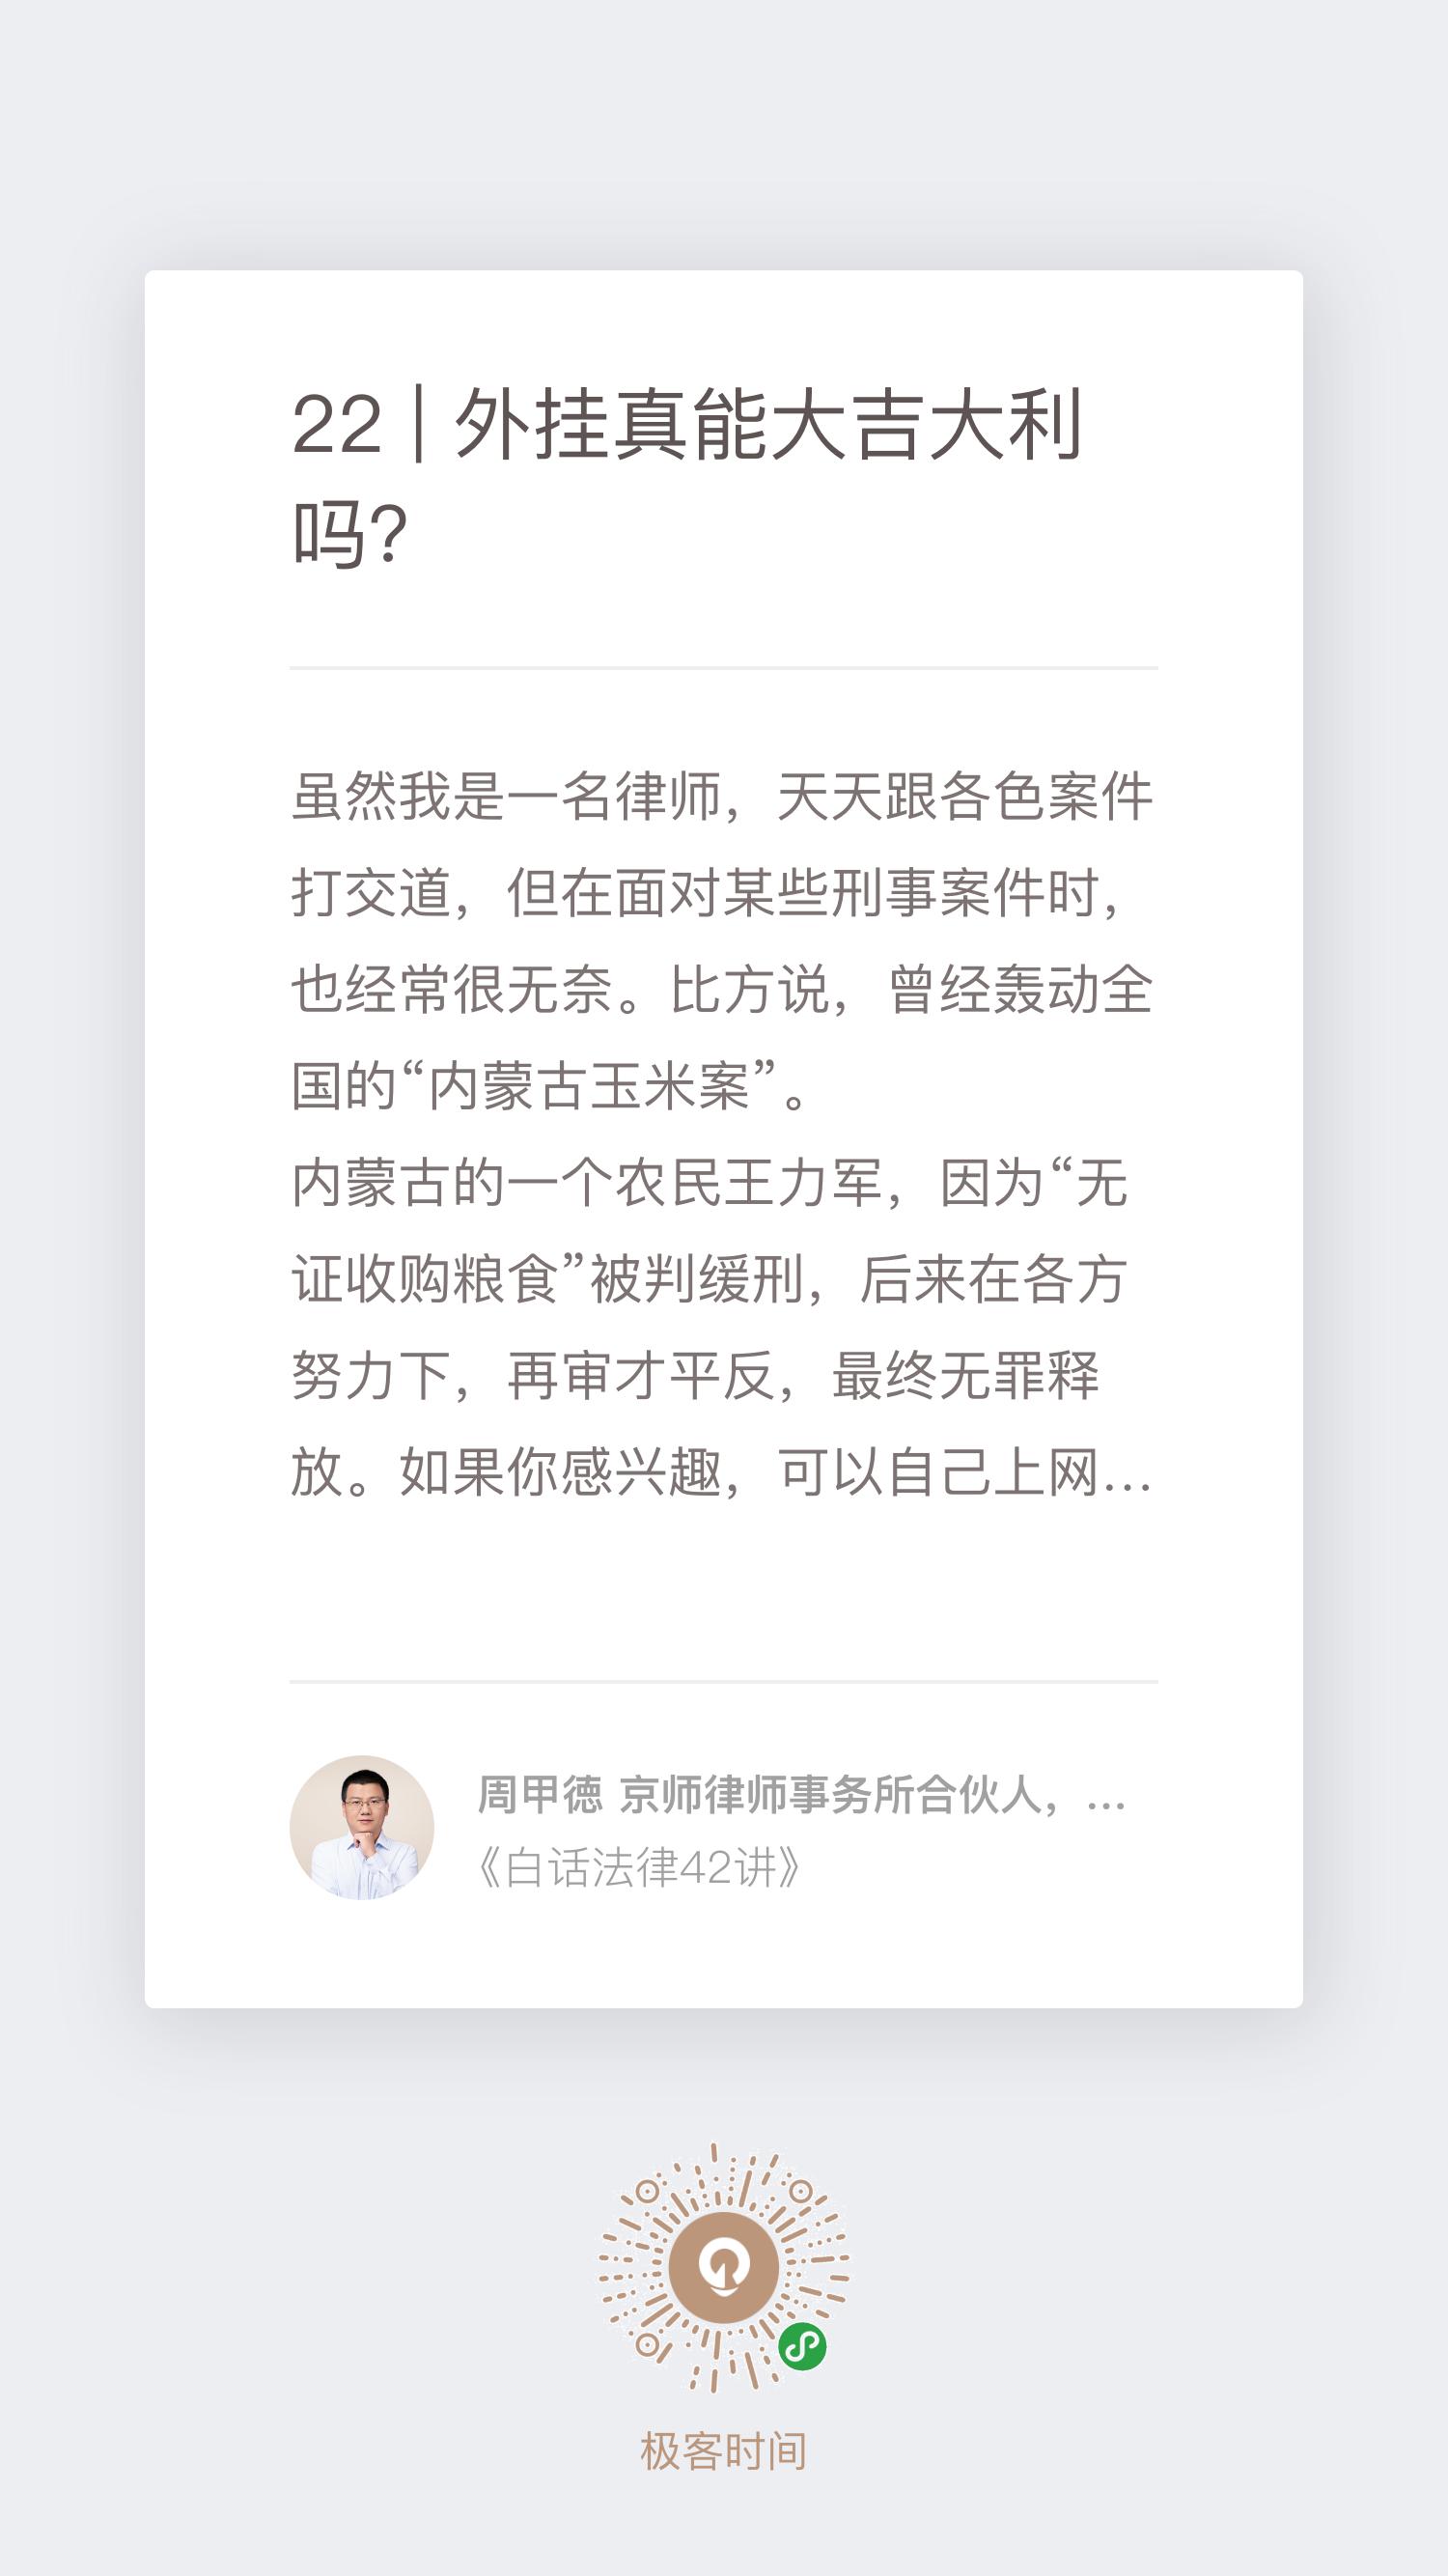 22 | 外挂真能大吉大利
吗？
虽然我是一名律师，天天跟各色案件
打交道，但在面对某些刑事案件时，
也经常很无奈。比方说，曾经轰动全
国的“内蒙古玉米案”。
内蒙古的一个农民王力军，因为“无
证收购粮食”被判缓刑，后来在各方
努力下，再审才平反，最终无罪释
放。如果你感兴趣，可以自己上网...
周甲徳 京师律师事务所合伙人，...
《白话法律42讲》
极客时间